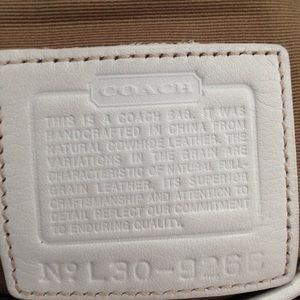 COACH
THIS IS A COACH BAG. IT WAS
HANDCRAFTED IN CHINA FROM
NATURAL COWHIDE LEATHER. THE
VARIATIONS IN THE GRAIN ARE
CHARACTERISTIC OF NATURAL FULL-
GRAIN LEATHER. ITS SUPERIOR
CRAFTSMANSHIP AND ATTENTION TO
DETAIL REFLECT OUR COMMITMENT
TO ENDURING QUALITY.
Nº L30-9266